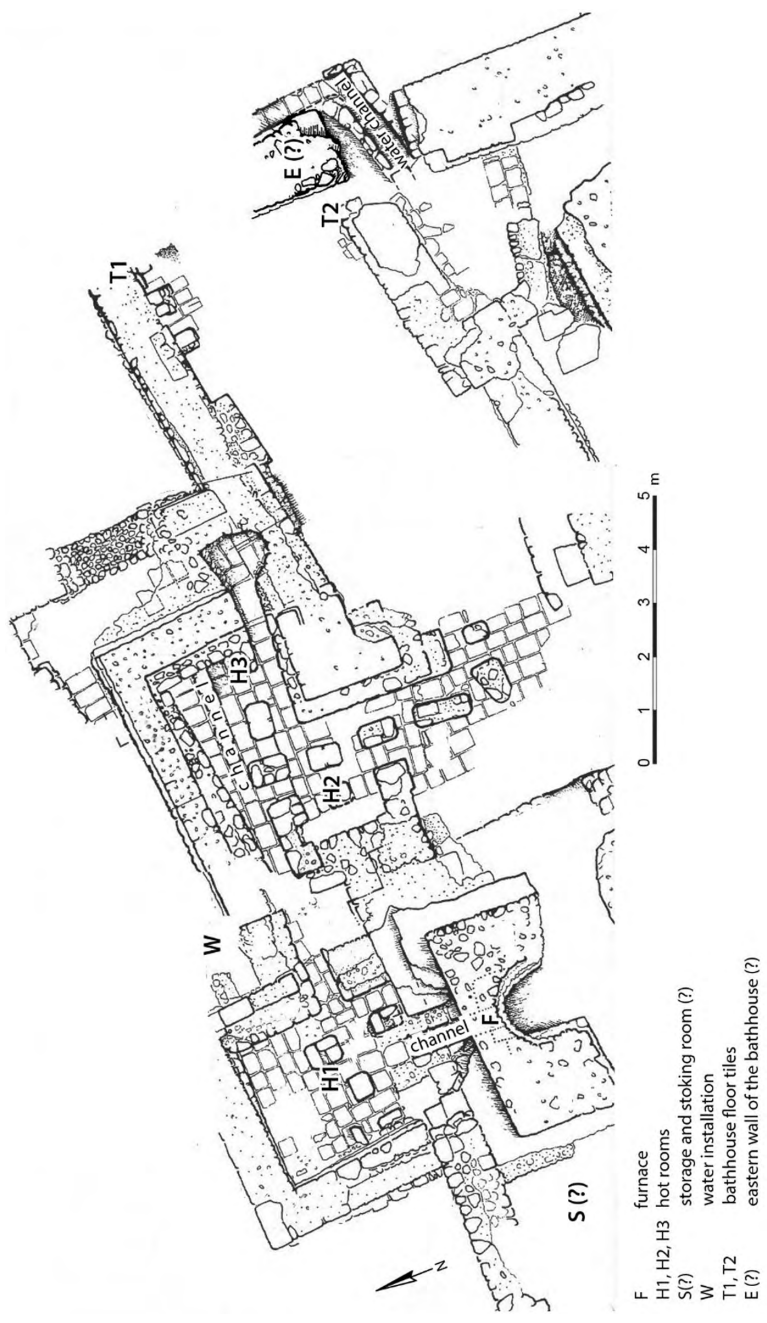 T1
W
channel
H3
E (?)
H1
H2
T2
water channel
N
channel
F
S (?)
0 1 2 3 4 5 m
F furnace
H1, H2, H3 hot rooms
S(?) storage and stoking room (?)
W water installation
T1, T2 bathhouse floor tiles
E (?) eastern wall of the bathhouse (?)